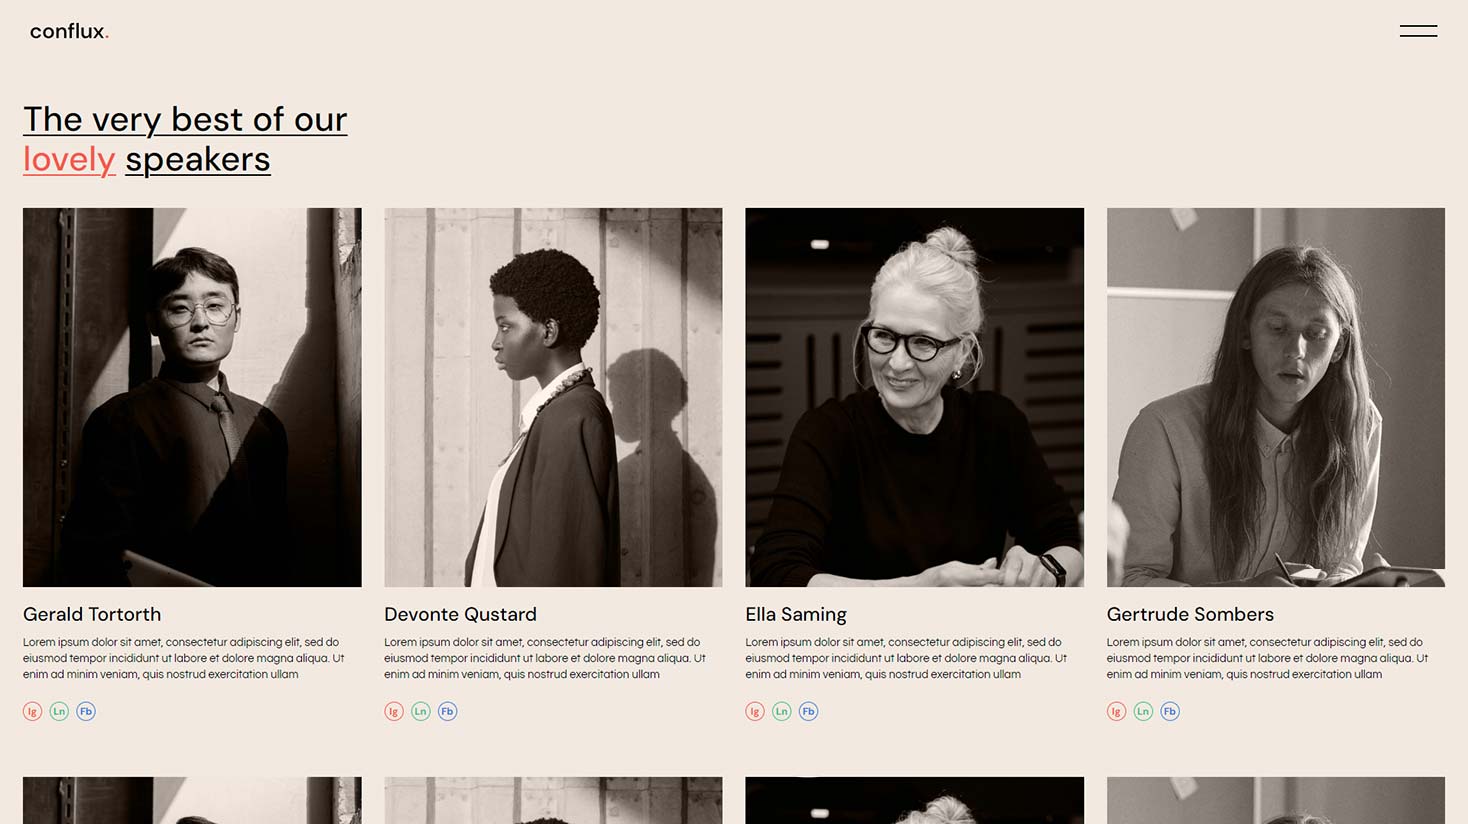 conflux.
The very best of our
lovely speakers
Gerald Tortorth
Lorem ipsum dolor sit amet, consectetur adipiscing elit, sed do
eiusmod tempor incididunt ut labore et dolore magna aliqua. Ut
enim ad minim veniam, quis nostrud exercitation ullam
Ig Ln Fb
Devonte Qustard
Lorem ipsum dolor sit amet, consectetur adipiscing elit, sed do
eiusmod tempor incididunt ut labore et dolore magna aliqua. Ut
enim ad minim veniam, quis nostrud exercitation ullam
Ig Ln Fb
Ella Saming
Lorem ipsum dolor sit amet, consectetur adipiscing elit, sed do
eiusmod tempor incididunt ut labore et dolore magna aliqua. Ut
enim ad minim veniam, quis nostrud exercitation ullam
Ig Ln Fb
Gertrude Sombers
Lorem ipsum dolor sit amet, consectetur adipiscing elit, sed do
eiusmod tempor incididunt ut labore et dolore magna aliqua. Ut
enim ad minim veniam, quis nostrud exercitation ullam
Ig Ln Fb